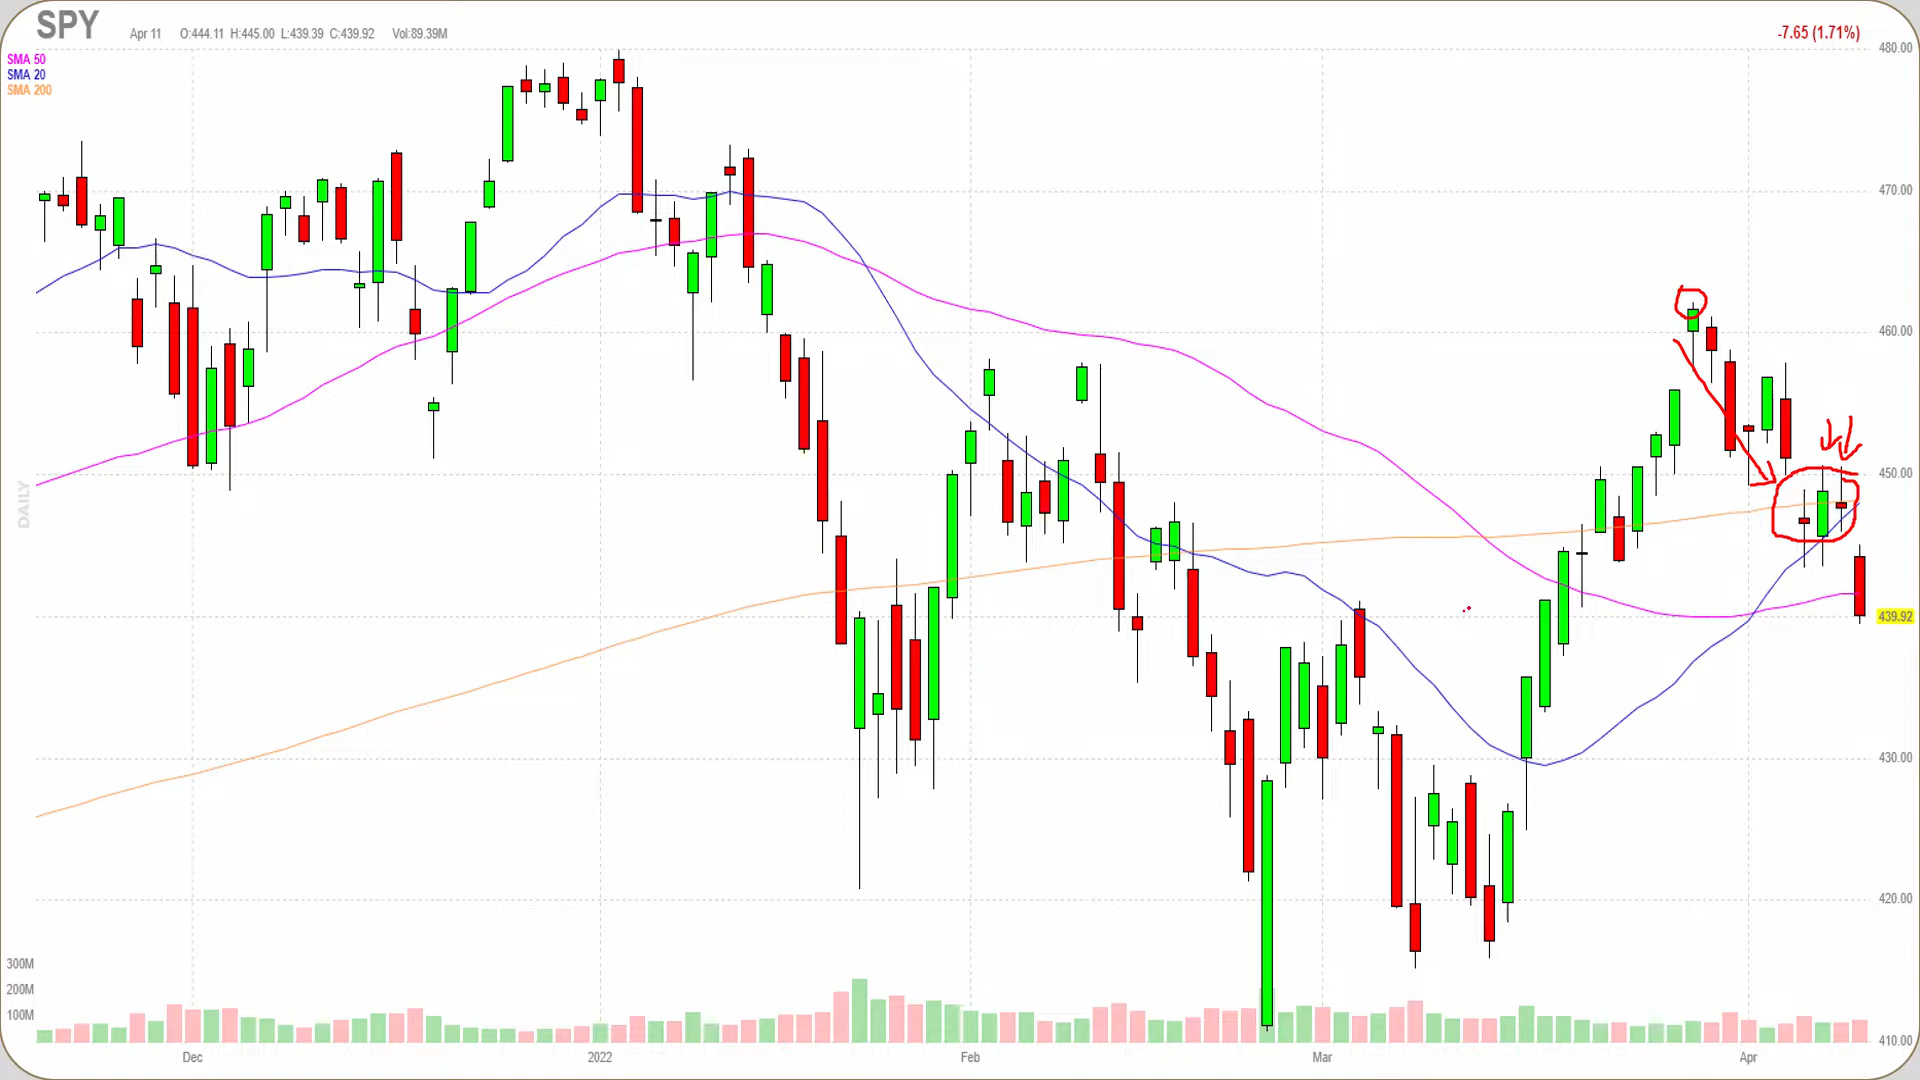 SPY Apr 11 O:444.11 H:445.00 L:439.39 C:439.92 Vol:89.39M -7.65 (1.71%)
SMA 50
SMA 20
SMA 200
480.00
470.00
460.00
450.00
439.92
430.00
420.00
410.00
DAILY
300M
200M
100M
Dec 2022 Feb Mar Apr